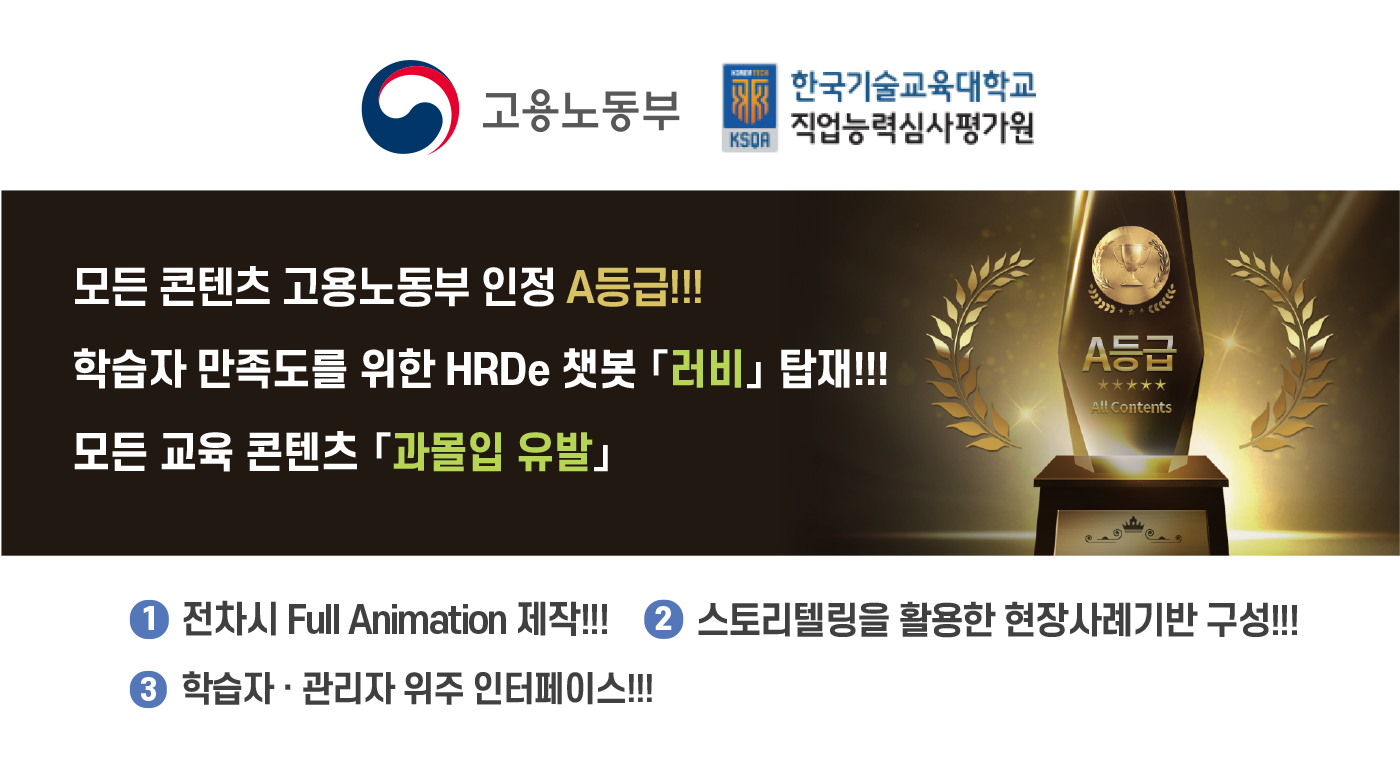 고용노동부
KOREA TECH
KSQA
한국기술교육대학교
직업능력심사평가원
모든 콘텐츠 고용노동부 인정 A등급!!!
학습자 만족도를 위한 HRDe 챗봇 「러비」 탑재!!!
모든 교육 콘텐츠 「과몰입 유발」
A등급
★★★★★
All Contents
1 전차시 Full Animation 제작!!!
2 스토리텔링을 활용한 현장사례기반 구성!!!
3 학습자 · 관리자 위주 인터페이스!!!